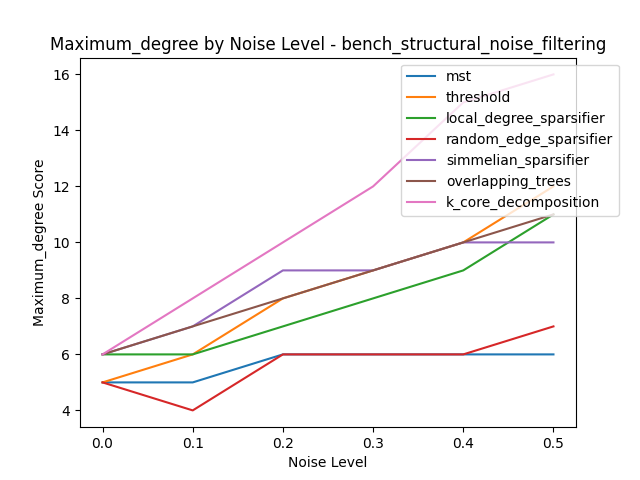 Maximum_degree by Noise Level - bench_structural_noise_filtering
mst
threshold
local_degree_sparsifier
random_edge_sparsifier
simmelian_sparsifier
overlapping_trees
k_core_decomposition
Maximum_degree Score
16
14
12
10
8
6
4
0.0 0.1 0.2 0.3 0.4 0.5
Noise Level